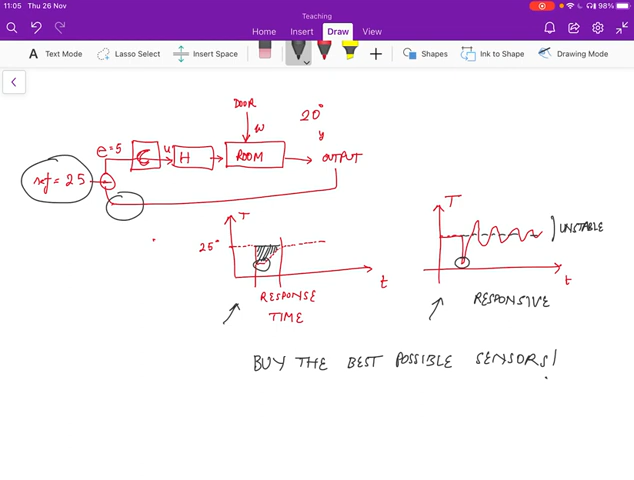 11:05 Thu 26 Nov
Teaching
98%
Home Insert Draw View
Text Mode
Lasso Select
Insert Space
Shapes
Ink to Shape
Drawing Mode
DOOR
20°
w
y
e=5
C
u
H
ROOM
OUTPUT
ref = 25
T
25°
t
RESPONSE
TIME
T
UNSTABLE
t
RESPONSIVE
BUY THE BEST POSSIBLE SENSORS!